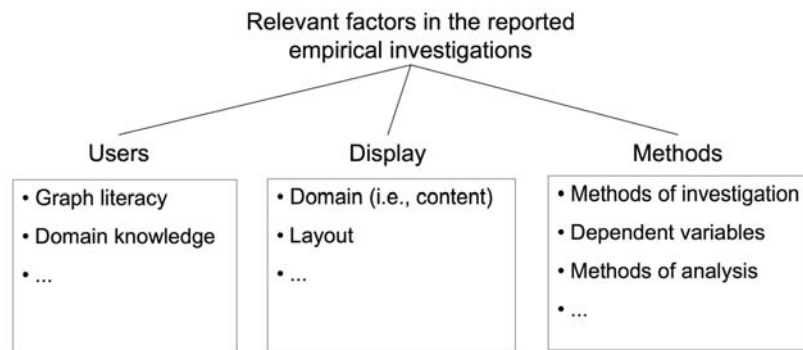 Relevant factors in the reported
empirical investigations
Users
• Graph literacy
• Domain knowledge
• ...
Display
• Domain (i.e., content)
• Layout
• ...
Methods
• Methods of investigation
• Dependent variables
• Methods of analysis
• ...